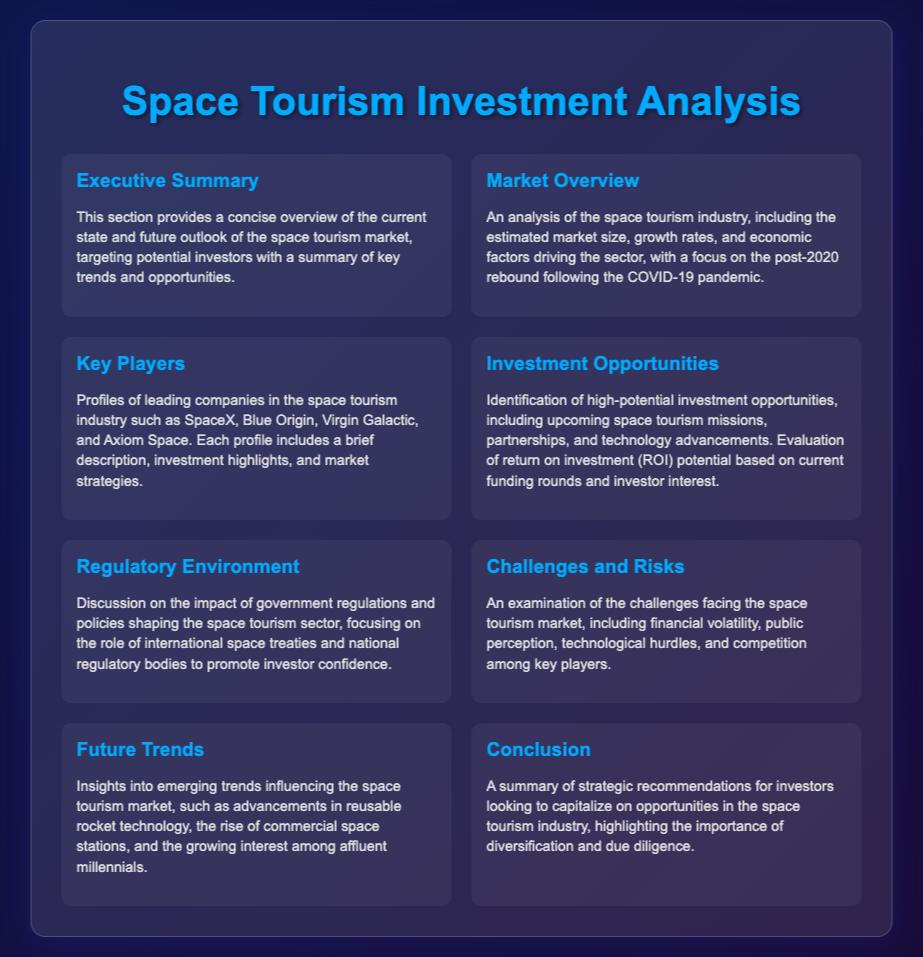 Space Tourism Investment Analysis
Executive Summary
This section provides a concise overview of the current
state and future outlook of the space tourism market,
targeting potential investors with a summary of key
trends and opportunities.
Market Overview
An analysis of the space tourism industry, including the
estimated market size, growth rates, and economic
factors driving the sector, with a focus on the post-2020
rebound following the COVID-19 pandemic.
Key Players
Profiles of leading companies in the space tourism
industry such as SpaceX, Blue Origin, Virgin Galactic,
and Axiom Space. Each profile includes a brief
description, investment highlights, and market
strategies.
Investment Opportunities
Identification of high-potential investment opportunities,
including upcoming space tourism missions,
partnerships, and technology advancements. Evaluation
of return on investment (ROI) potential based on current
funding rounds and investor interest.
Regulatory Environment
Discussion on the impact of government regulations and
policies shaping the space tourism sector, focusing on
the role of international space treaties and national
regulatory bodies to promote investor confidence.
Challenges and Risks
An examination of the challenges facing the space
tourism market, including financial volatility, public
perception, technological hurdles, and competition
among key players.
Future Trends
Insights into emerging trends influencing the space
tourism market, such as advancements in reusable
rocket technology, the rise of commercial space
stations, and the growing interest among affluent
millennials.
Conclusion
A summary of strategic recommendations for investors
looking to capitalize on opportunities in the space
tourism industry, highlighting the importance of
diversification and due diligence.